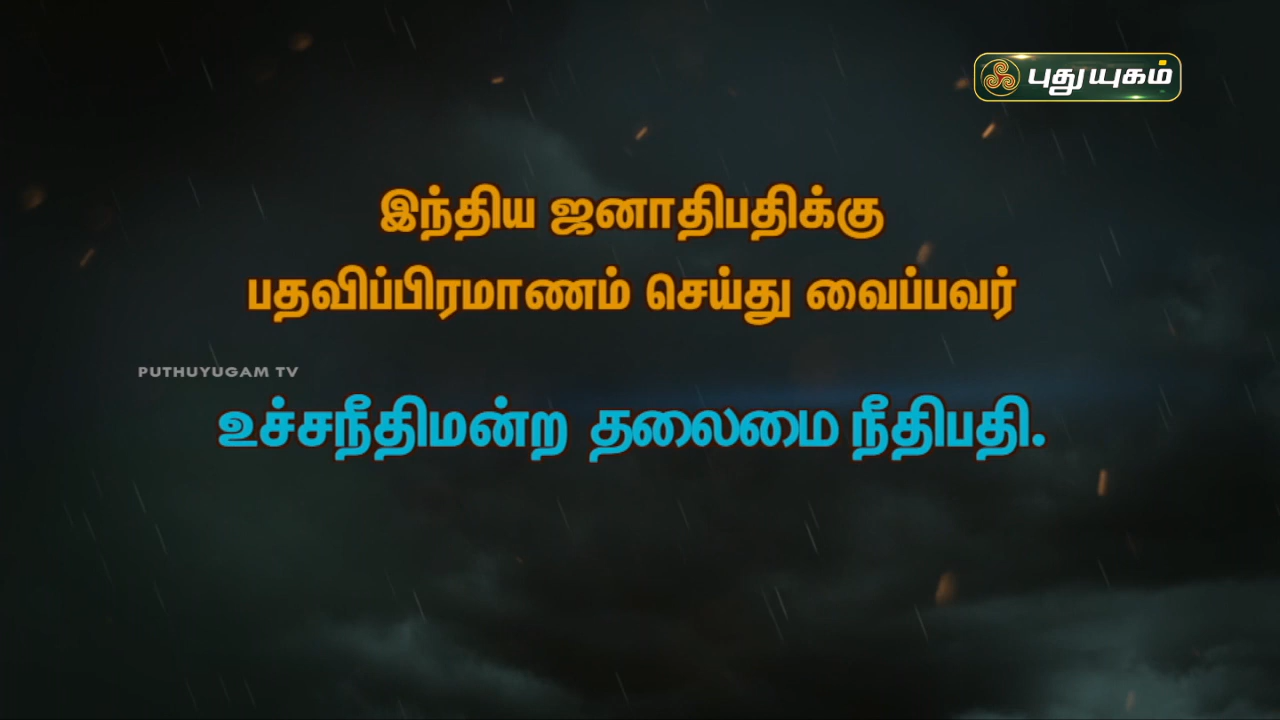 புதுயுகம்
இந்திய ஜனாதிபதிக்கு
பதவிப்பிரமாணம் செய்து வைப்பவர்
PUTHUYUGAM TV
உச்சநீதிமன்ற தலைமை நீதிபதி.